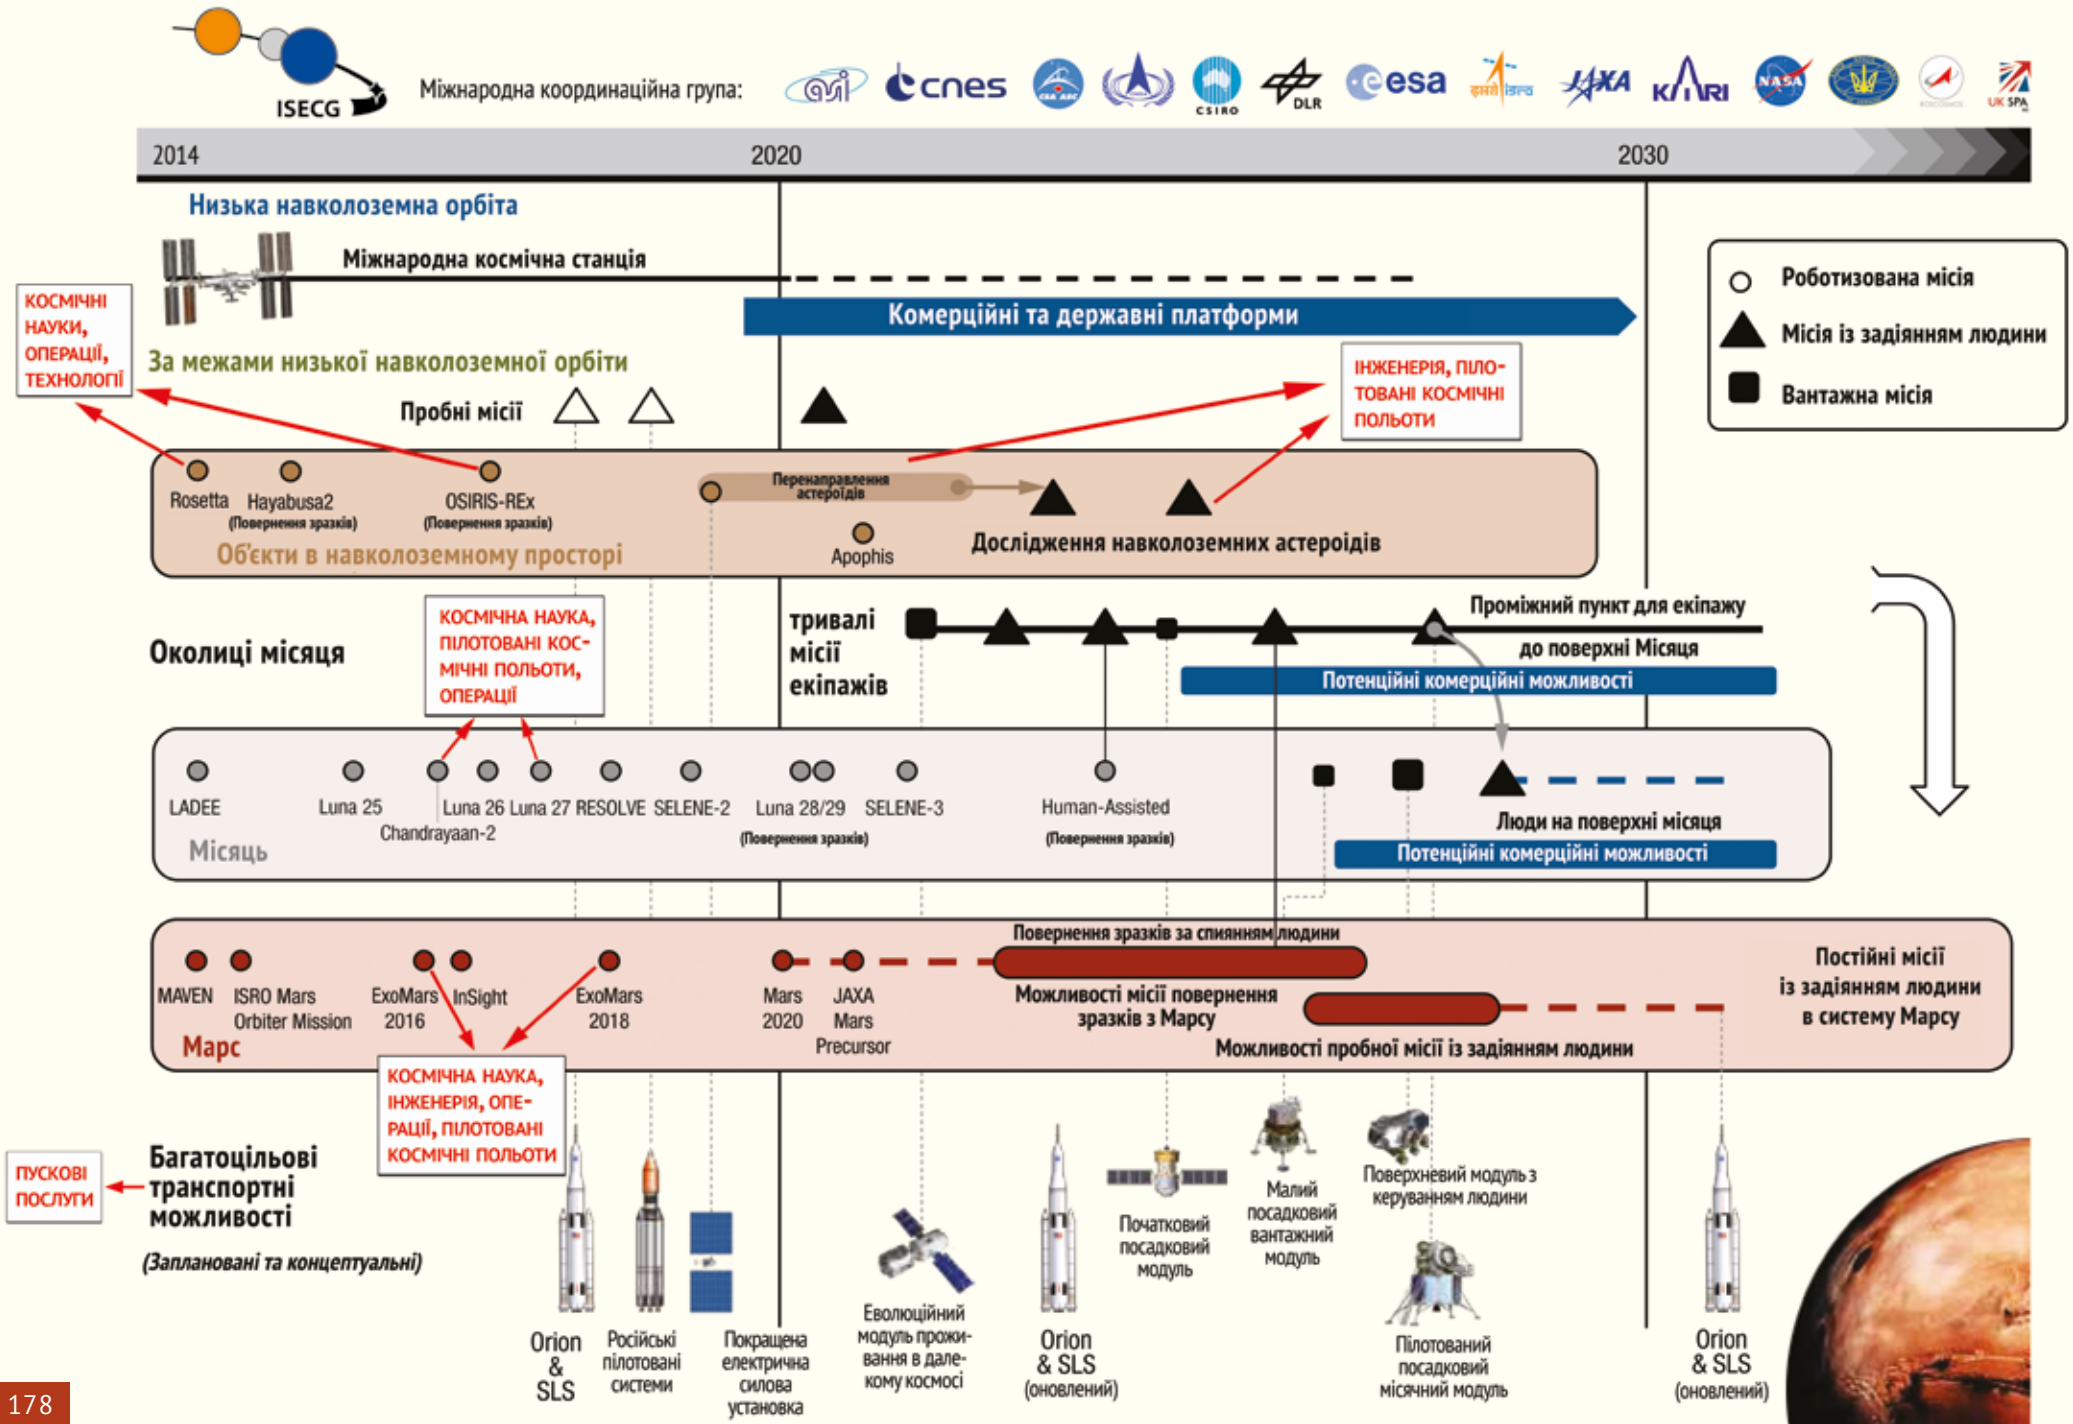 ISECG
Міжнародна координаційна група:
asi
cnes
CSA ASC
CSIRO
DLR
esa
इसरो isro
JAXA
KARI
NASA
ROSCOSMOS
UK SPA
2014
2020
2030
Низька навколоземна орбіта
Міжнародна космічна станція
Комерційні та державні платформи
Роботизована місія
Місія із задіянням людини
Вантажна місія
КОСМІЧНІ
НАУКИ,
ОПЕРАЦІЇ,
ТЕХНОЛОГІЇ
За межами низької навколоземної орбіти
Пробні місії
ІНЖЕНЕРІЯ, ПІЛО-
ТОВАНІ КОСМІЧНІ
ПОЛЬОТИ
Rosetta
Hayabusa2
(Повернення зразків)
OSIRIS-REx
(Повернення зразків)
Перенаправлення
астероїдів
Apophis
Об'єкти в навколоземному просторі
Дослідження навколоземних астероїдів
Околиці місяця
КОСМІЧНА НАУКА,
ПІЛОТОВАНІ КОС-
МІЧНІ ПОЛЬОТИ,
ОПЕРАЦІЇ
тривалі
місії
екіпажів
Проміжний пункт для екіпажу
до поверхні Місяця
Потенційні комерційні можливості
LADEE
Luna 25
Chandrayaan-2
Luna 26
Luna 27
RESOLVE
SELENE-2
Luna 28/29
(Повернення зразків)
SELENE-3
Human-Assisted
(Повернення зразків)
Люди на поверхні місяця
Потенційні комерційні можливості
Місяць
Повернення зразків за спиянням людини
MAVEN
ISRO Mars
Orbiter Mission
ExoMars
2016
InSight
ExoMars
2018
Mars
2020
JAXA
Mars
Precursor
Можливості місії повернення
зразків з Марсу
Можливості пробної місії із задіянням людини
Постійні місії
із задіянням людини
в систему Марсу
Марс
КОСМІЧНА НАУКА,
ІНЖЕНЕРІЯ, ОПЕ-
РАЦІЇ, ПІЛОТОВАНІ
КОСМІЧНІ ПОЛЬОТИ
ПУСКОВІ
ПОСЛУГИ
Багатоцільові
транспортні
можливості
(Заплановані та концептуальні)
Orion
&
SLS
Російські
пілотовані
системи
Покращена
електрична
силова
установка
Еволюційний
модуль прожи-
вання в дале-
кому космосі
Orion
& SLS
(оновлений)
Початковий
посадковий
модуль
Малий
посадковий
вантажний
модуль
Поверхневий модуль з
керуванням людини
Пілотований
посадковий
місячний модуль
Orion
& SLS
(оновлений)
178